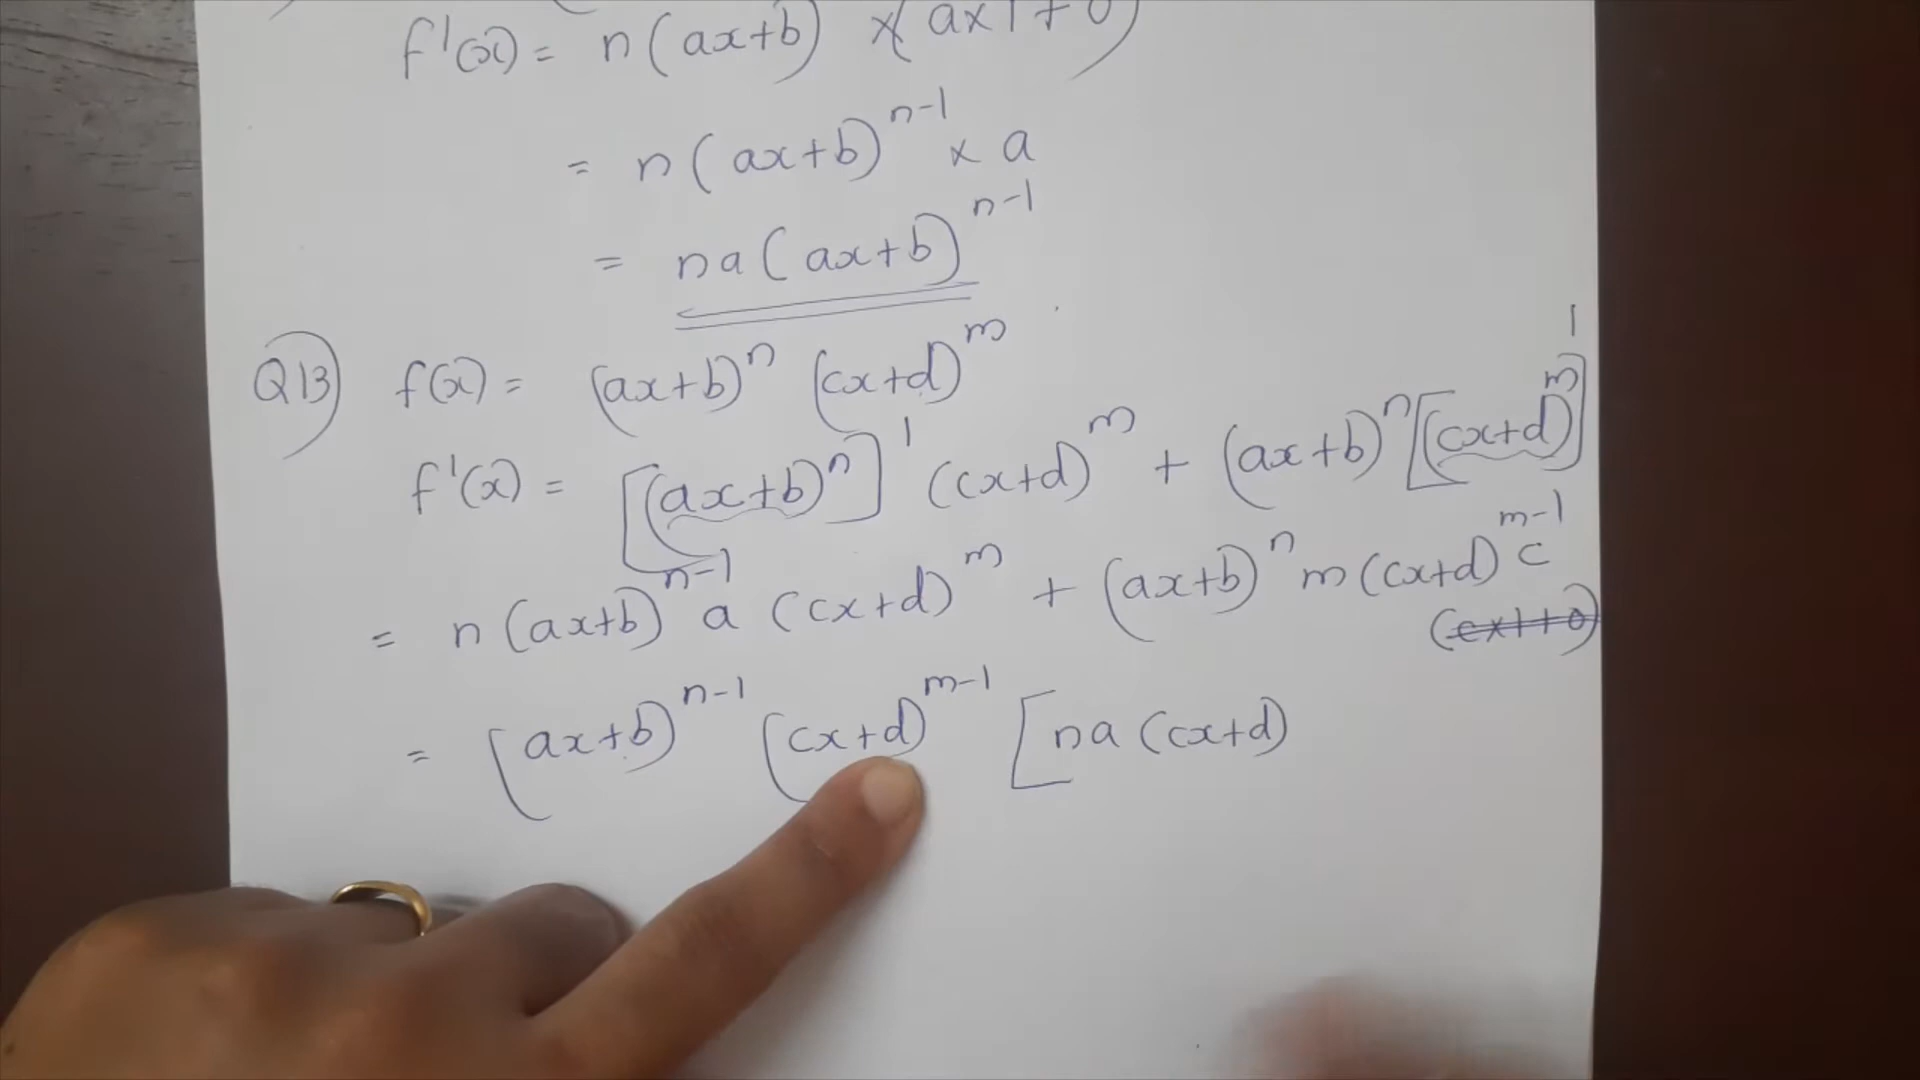 f'(x) = n(ax+b) x(ax1+0)
= n(ax+b)^{n-1} x a
= na(ax+b)^{n-1}
Q13) f(x) = (ax+b)^n (cx+d)^m
f'(x) = [(ax+b)^n]' (cx+d)^m + (ax+b)^n [(cx+d)^m]'
= n(ax+b)^{n-1} a (cx+d)^m + (ax+b)^n m(cx+d)^{m-1} c
(cx1+0)
= (ax+b)^{n-1} (cx+d)^{m-1} [na(cx+d)